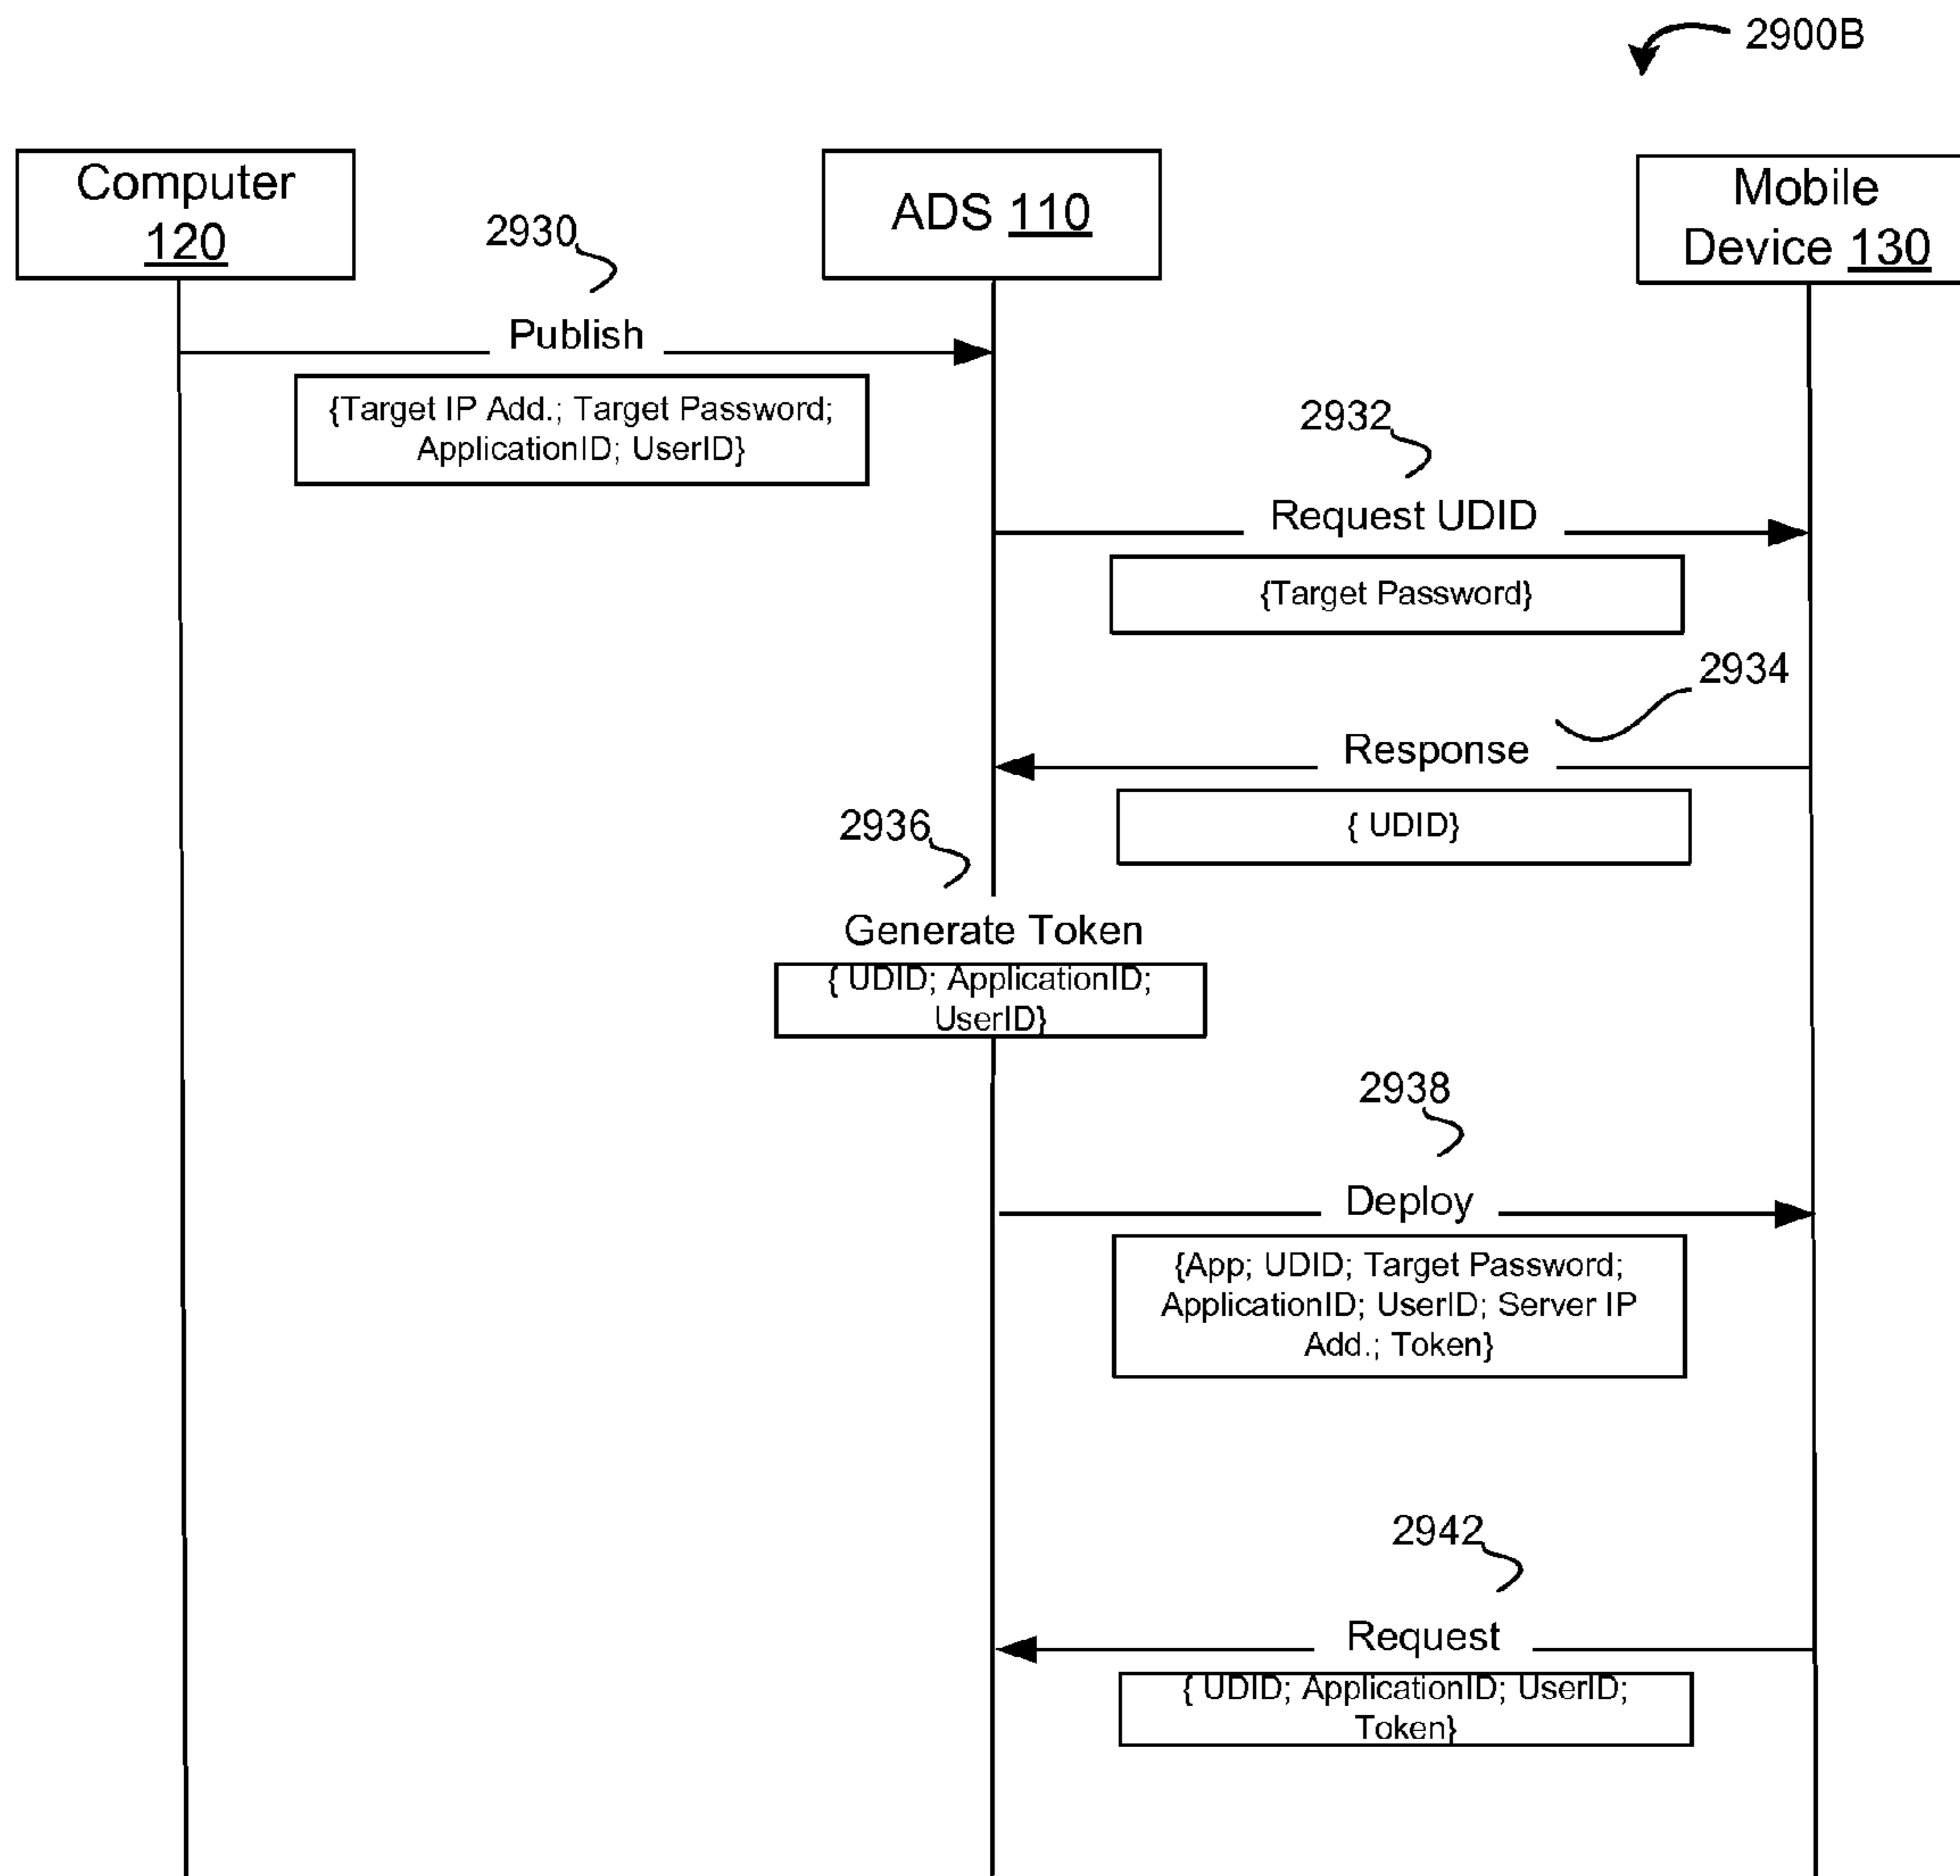 2900B
Computer
120
ADS 110
Mobile
Device 130
2930
Publish
{Target IP Add.; Target Password;
ApplicationID; UserID}
2932
Request UDID
{Target Password}
2934
Response
{ UDID}
2936
Generate Token
{ UDID; ApplicationID;
UserID}
2938
Deploy
{App; UDID; Target Password;
ApplicationID; UserID; Server IP
Add.; Token}
2942
Request
{ UDID; ApplicationID; UserID;
Token}